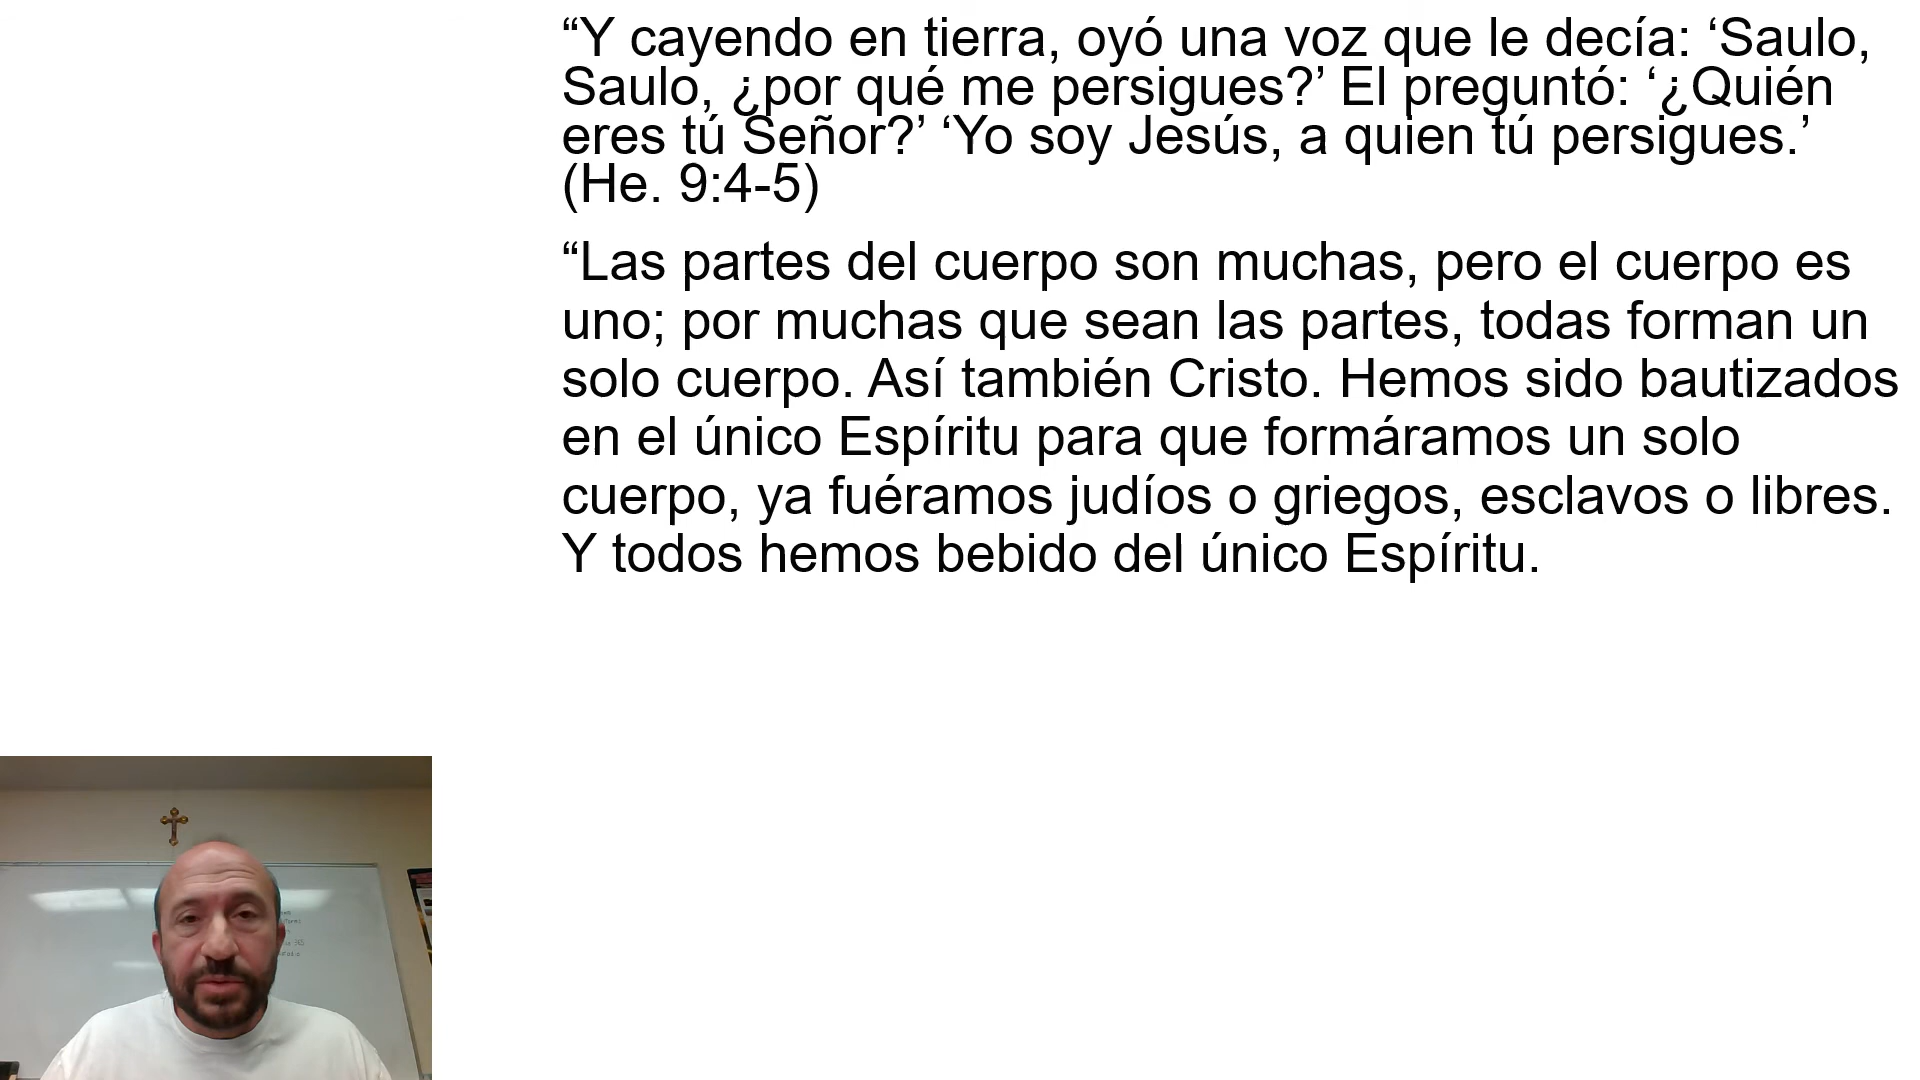 “Y cayendo en tierra, oyó una voz que le decía: ‘Saulo,
Saulo, ¿por qué me persigues?’ El preguntó: ‘¿Quién
eres tú Señor?’ ‘Yo soy Jesús, a quien tú persigues.’
(He. 9:4-5)
“Las partes del cuerpo son muchas, pero el cuerpo es
uno; por muchas que sean las partes, todas forman un
solo cuerpo. Así también Cristo. Hemos sido bautizados
en el único Espíritu para que formáramos un solo
cuerpo, ya fuéramos judíos o griegos, esclavos o libres.
Y todos hemos bebido del único Espíritu.